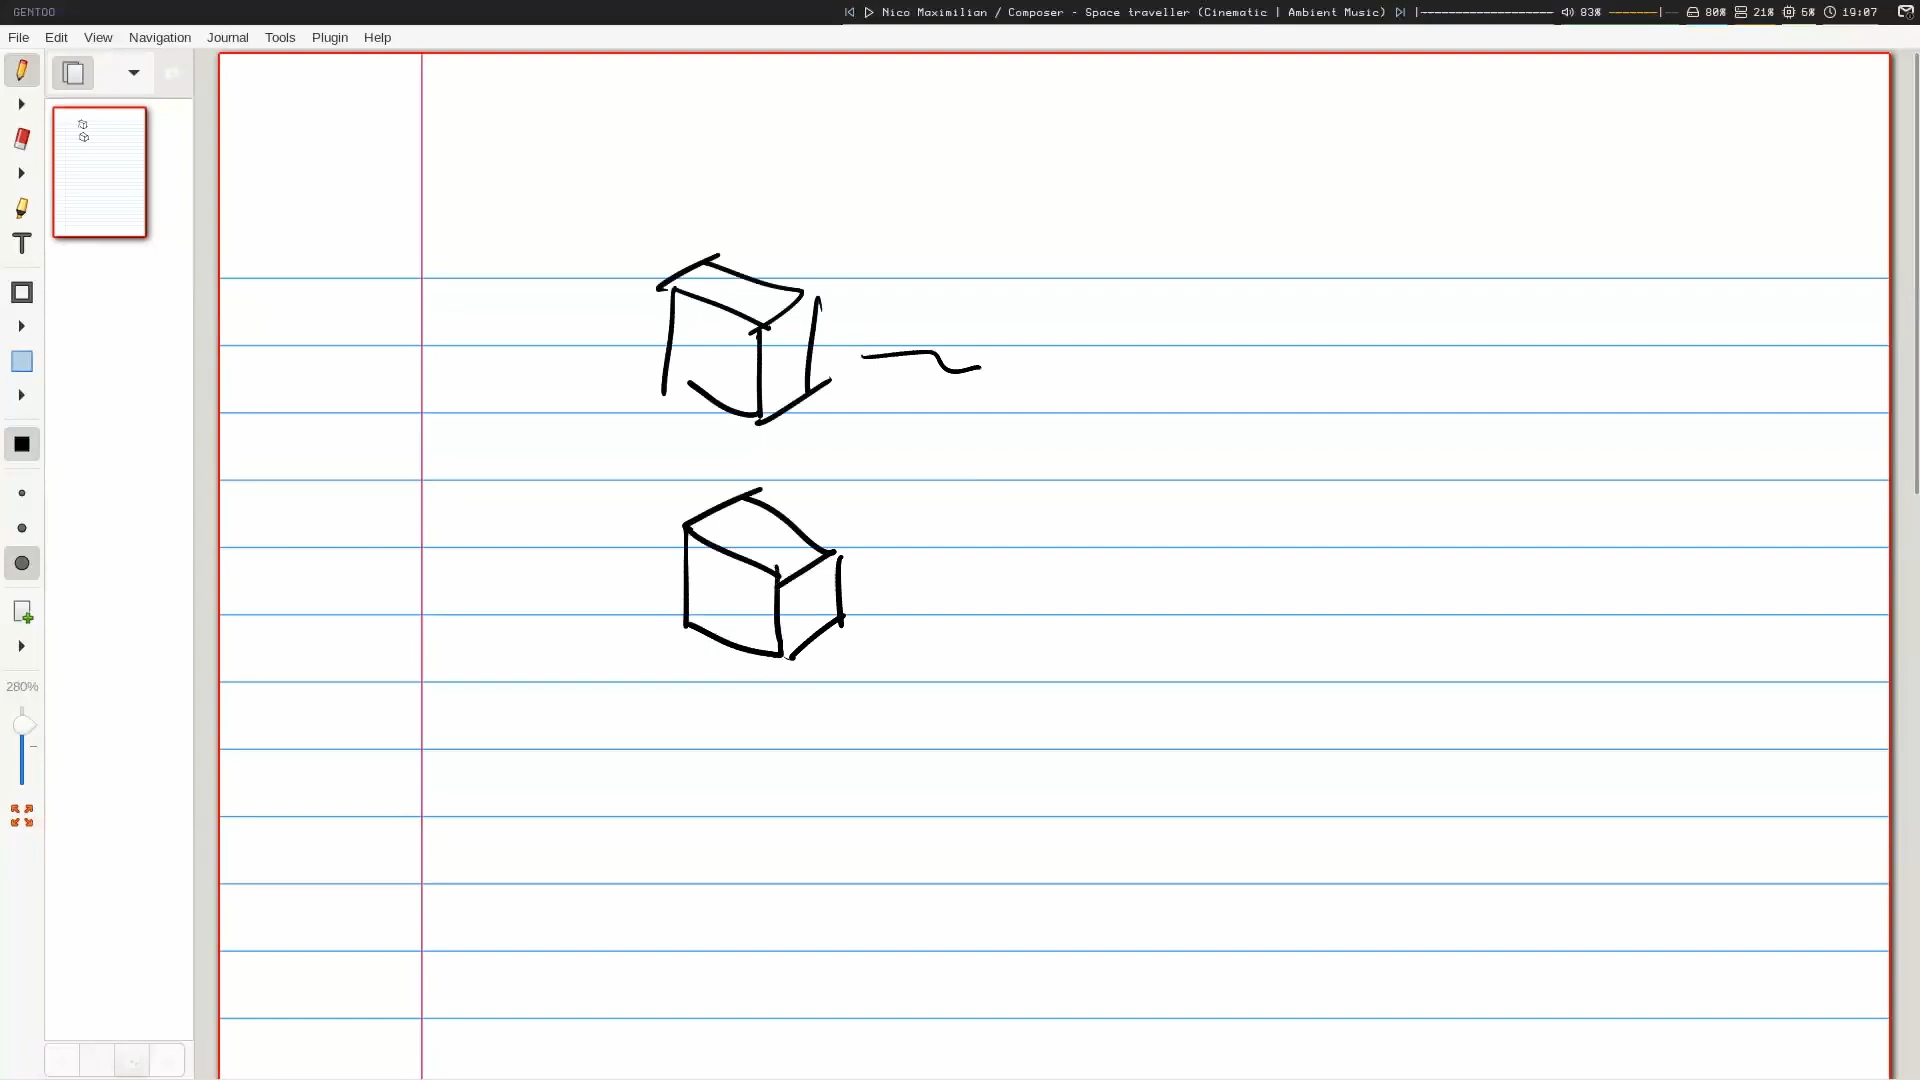 GENTOO
Nico Maximilian / Composer - Space traveller (Cinematic | Ambient Music)
83% 80% 21% 5% 19:07
File Edit View Navigation Journal Tools Plugin Help
280%